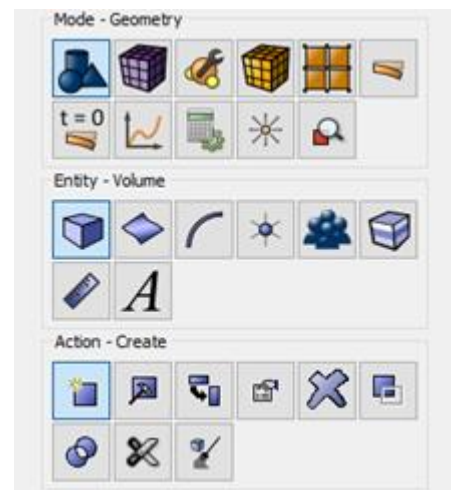 Mode - Geometry
t = 0
Entity - Volume
A
Action - Create